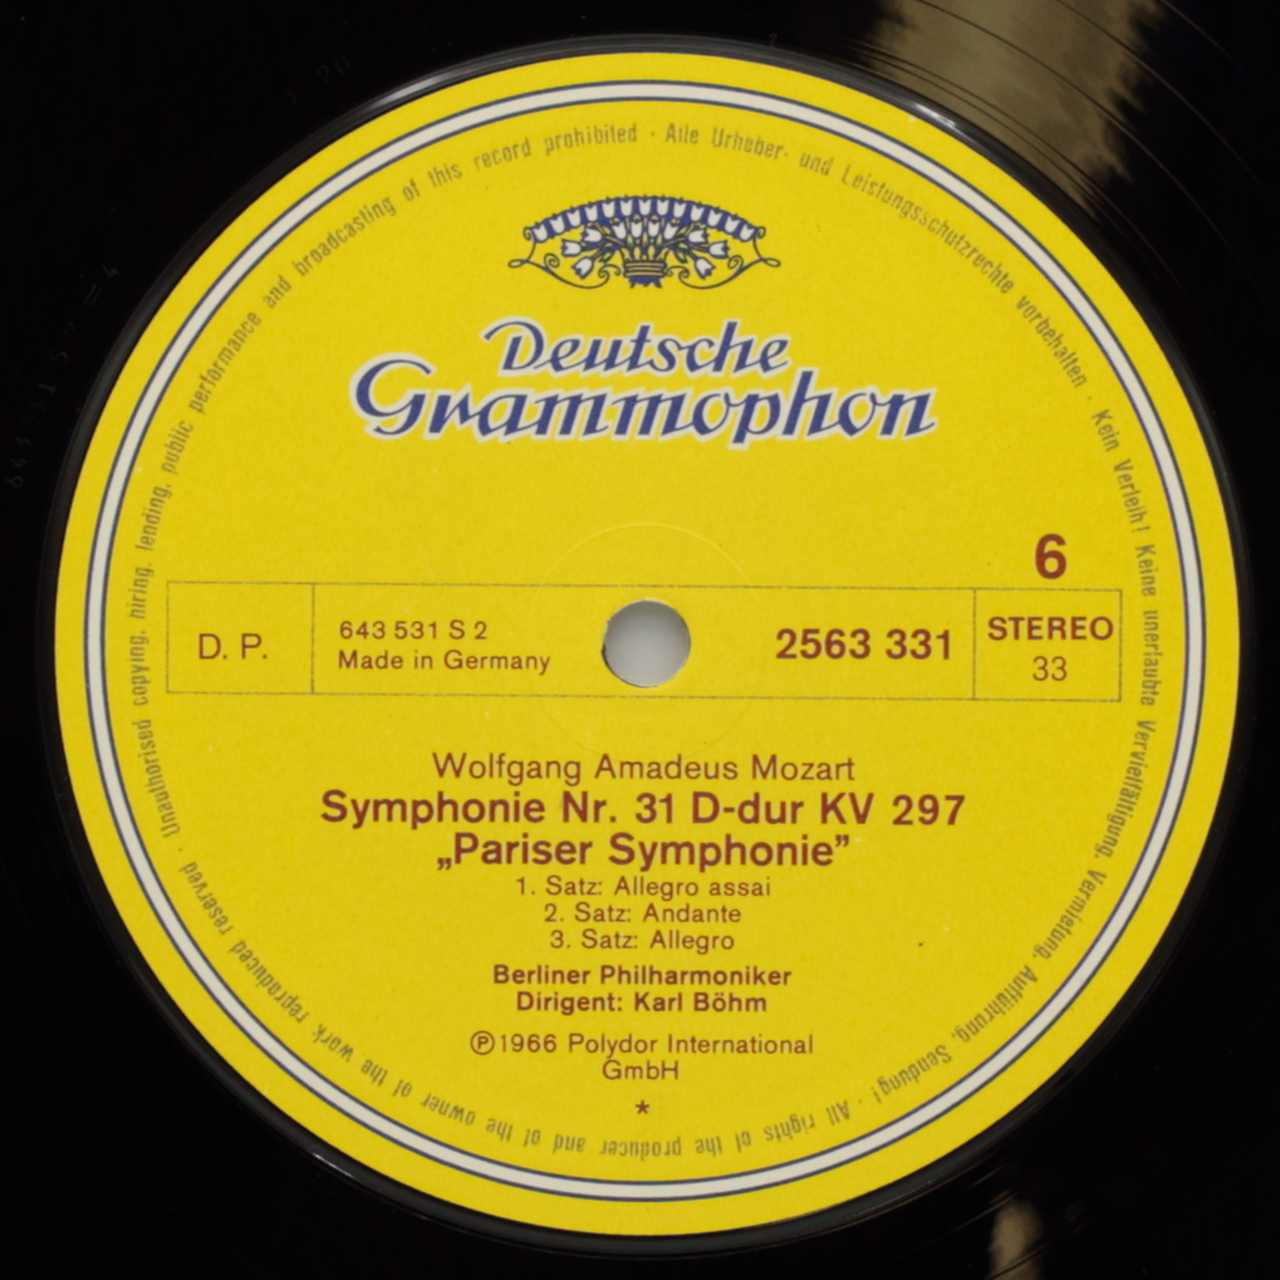 Deutsche
Grammophon
6
D. P.
643 531 S 2
Made in Germany
2563 331
STEREO
33
Wolfgang Amadeus Mozart
Symphonie Nr. 31 D-dur KV 297
„Pariser Symphonie”
1. Satz: Allegro assai
2. Satz: Andante
3. Satz: Allegro
Berliner Philharmoniker
Dirigent: Karl Böhm
Ⓟ1966 Polydor International
GmbH
*
Alle Urheber- und Leistungsschutzrechte vorbehalten · Kein Verleih! Keine unerlaubte Vervielfältigung, Vermietung, Aufführung, Sendung! · All rights of the producer and of the owner of the work reproduced reserved · Unauthorised copying, hiring, lending, public performance and broadcasting of this record prohibited ·